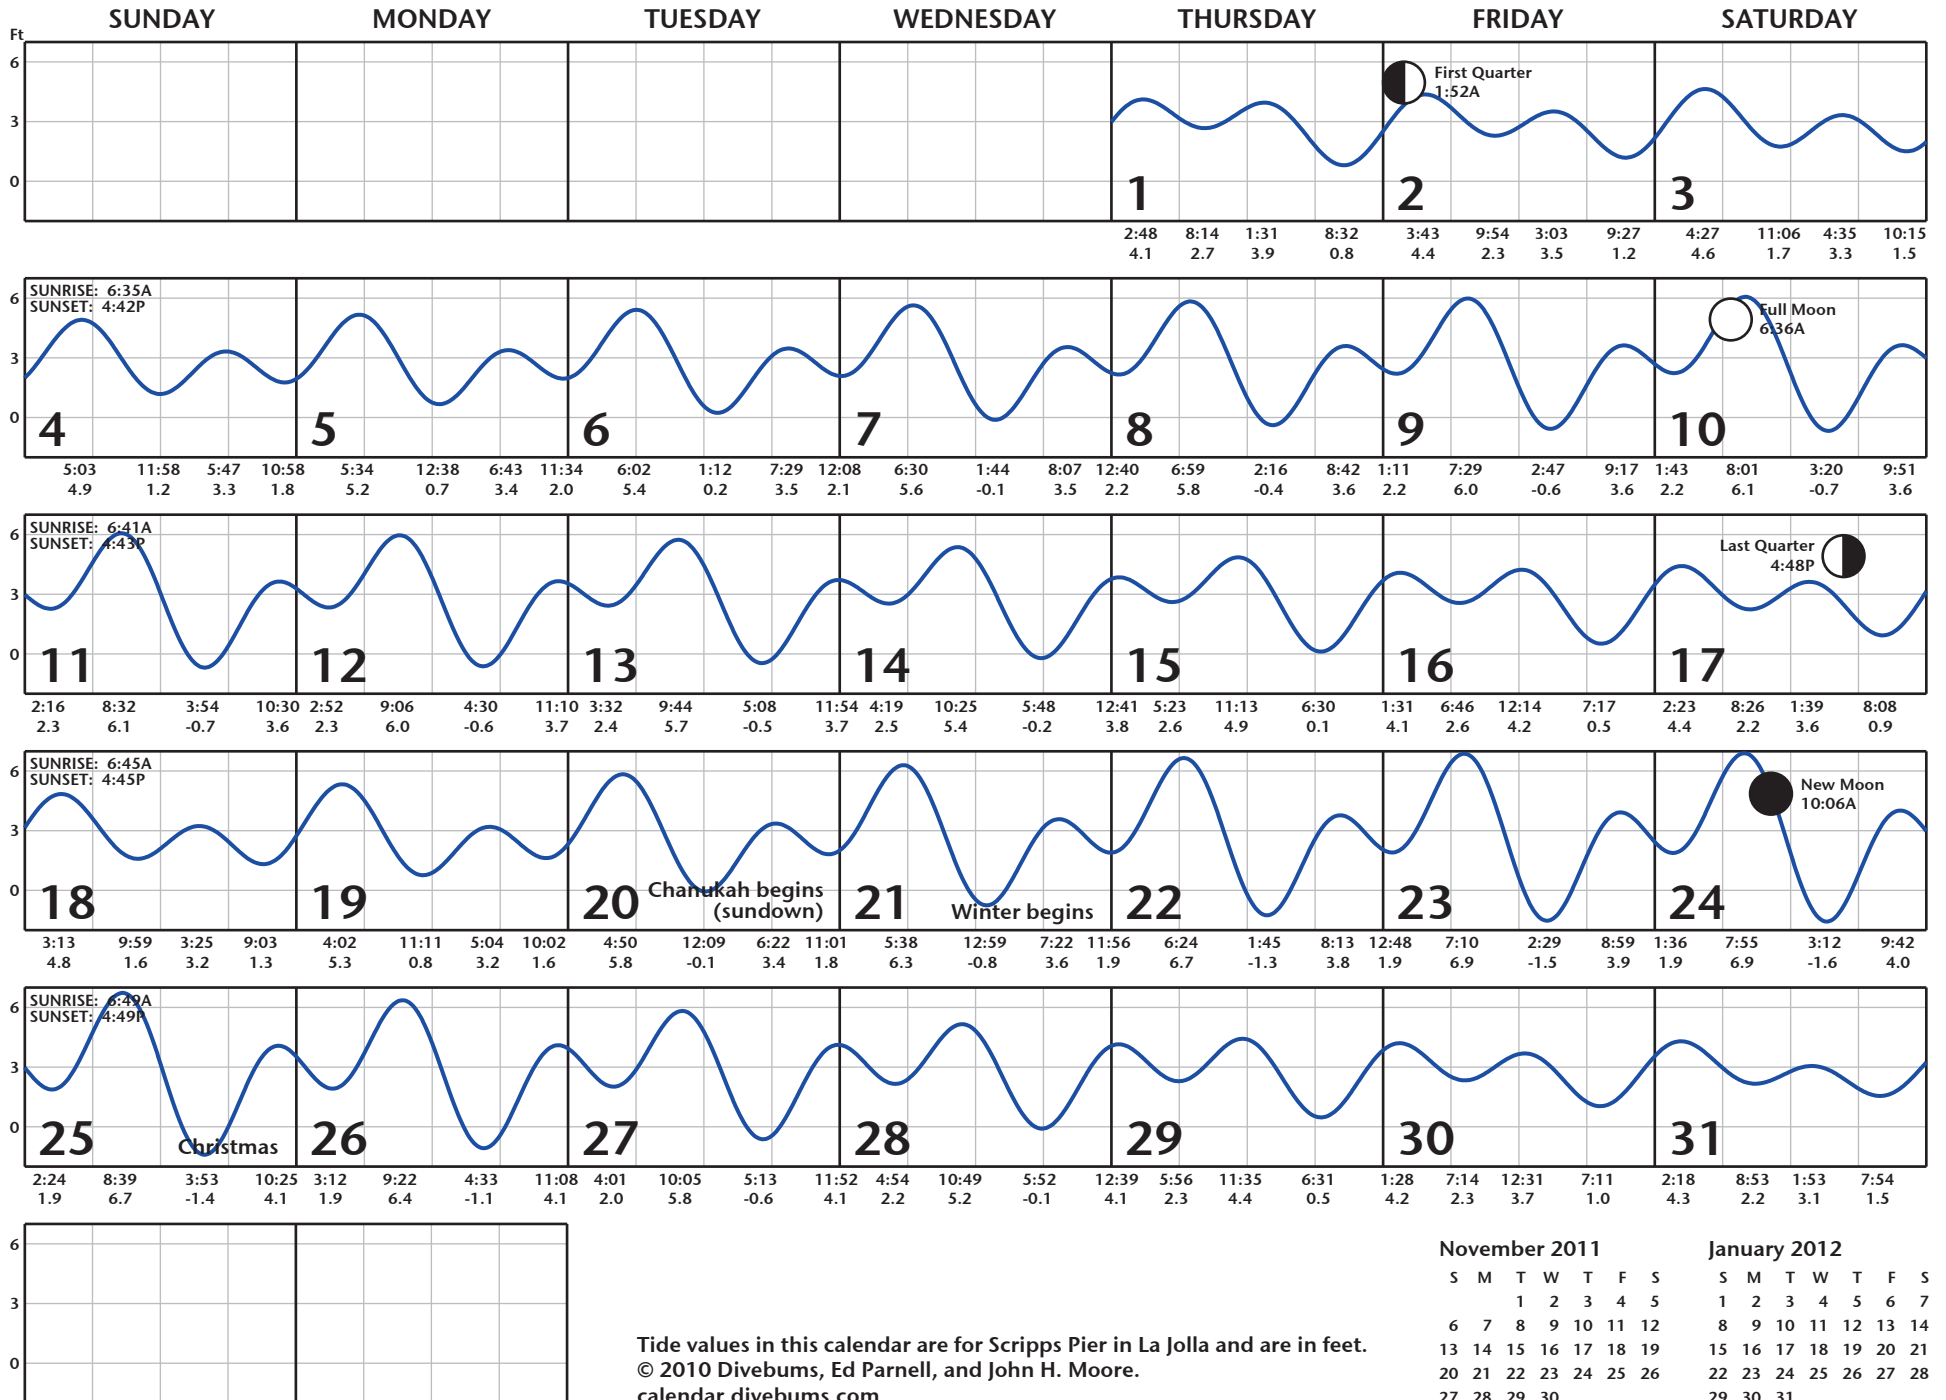 SUNDAY MONDAY TUESDAY WEDNESDAY THURSDAY FRIDAY SATURDAY
Ft
6
3
0
First Quarter
1:52A
1 2 3
2:48 8:14 1:31 8:32 3:43 9:54 3:03 9:27 4:27 11:06 4:35 10:15
4.1 2.7 3.9 0.8 4.4 2.3 3.5 1.2 4.6 1.7 3.3 1.5
SUNRISE: 6:35A
SUNSET: 4:42P
6
3
0
Full Moon
6:36A
4 5 6 7 8 9 10
5:03 11:58 5:47 10:58 5:34 12:38 6:43 11:34 6:02 1:12 7:29 12:08 6:30 1:44 8:07 12:40 6:59 2:16 8:42 1:11 7:29 2:47 9:17 1:43 8:01 3:20 9:51
4.9 1.2 3.3 1.8 5.2 0.7 3.4 2.0 5.4 0.2 3.5 2.1 5.6 -0.1 3.5 2.2 5.8 -0.4 3.6 2.2 6.0 -0.6 3.6 2.2 6.1 -0.7 3.6
SUNRISE: 6:41A
SUNSET: 4:43P
6
3
0
Last Quarter
4:48P
11 12 13 14 15 16 17
2:16 8:32 3:54 10:30 2:52 9:06 4:30 11:10 3:32 9:44 5:08 11:54 4:19 10:25 5:48 12:41 5:23 11:13 6:30 1:31 6:46 12:14 7:17 2:23 8:26 1:39 8:08
2.3 6.1 -0.7 3.6 2.3 6.0 -0.6 3.7 2.3 5.7 -0.5 3.7 2.5 5.4 -0.2 3.8 2.6 4.9 0.1 4.1 2.6 4.2 0.5 4.4 2.2 3.6 0.9
SUNRISE: 6:45A
SUNSET: 4:45P
6
3
0
New Moon
10:06A
Chanukah begins
(sundown)
Winter begins
18 19 20 21 22 23 24
3:13 9:59 3:25 9:03 4:02 11:11 5:04 10:02 4:50 12:09 6:22 11:01 5:38 12:59 7:22 11:56 6:24 1:45 8:13 12:48 7:10 2:29 8:59 1:36 7:55 3:12 9:42
4.8 1.6 3.2 1.3 5.3 0.8 3.2 1.6 5.8 -0.1 3.4 1.8 6.3 -0.8 3.6 1.9 6.7 -1.3 3.8 1.9 6.9 -1.5 3.9 1.9 6.9 -1.6 4.0
SUNRISE: 6:49A
SUNSET: 4:49P
6
3
0
25 Christmas 26 27 28 29 30 31
2:24 8:39 3:53 10:25 3:12 9:22 4:33 11:08 4:01 10:05 5:13 11:52 4:54 10:49 5:52 12:39 5:56 11:35 6:31 1:28 7:14 12:31 7:11 2:18 8:53 1:53 7:54
1.9 6.7 -1.4 4.1 1.9 6.4 -1.1 4.1 2.0 5.8 -0.6 4.1 2.2 5.2 -0.1 4.1 2.3 4.4 0.5 4.2 2.3 3.7 1.0 4.3 2.2 3.1 1.5
6
3
0
Tide values in this calendar are for Scripps Pier in La Jolla and are in feet.
© 2010 Divebums, Ed Parnell, and John H. Moore.
calendar.divebums.com
November 2011
S M T W T F S
1 2 3 4 5
6 7 8 9 10 11 12
13 14 15 16 17 18 19
20 21 22 23 24 25 26
27 28 29 30
January 2012
S M T W T F S
1 2 3 4 5 6 7
8 9 10 11 12 13 14
15 16 17 18 19 20 21
22 23 24 25 26 27 28
29 30 31